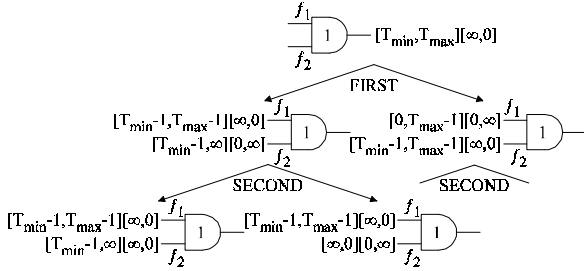 f1
1
[Tmin,Tmax][∞,0]
f2
FIRST
f1
[Tmin-1,Tmax-1][∞,0]
1
[Tmin-1,∞][0,∞]
f2
f1
[0,Tmax-1][0,∞]
1
[Tmin-1,Tmax-1][∞,0]
f2
SECOND
SECOND
f1
[Tmin-1,Tmax-1][∞,0]
1
[Tmin-1,∞][∞,0]
f2
f1
[Tmin-1,Tmax-1][∞,0]
1
[∞,0][0,∞]
f2